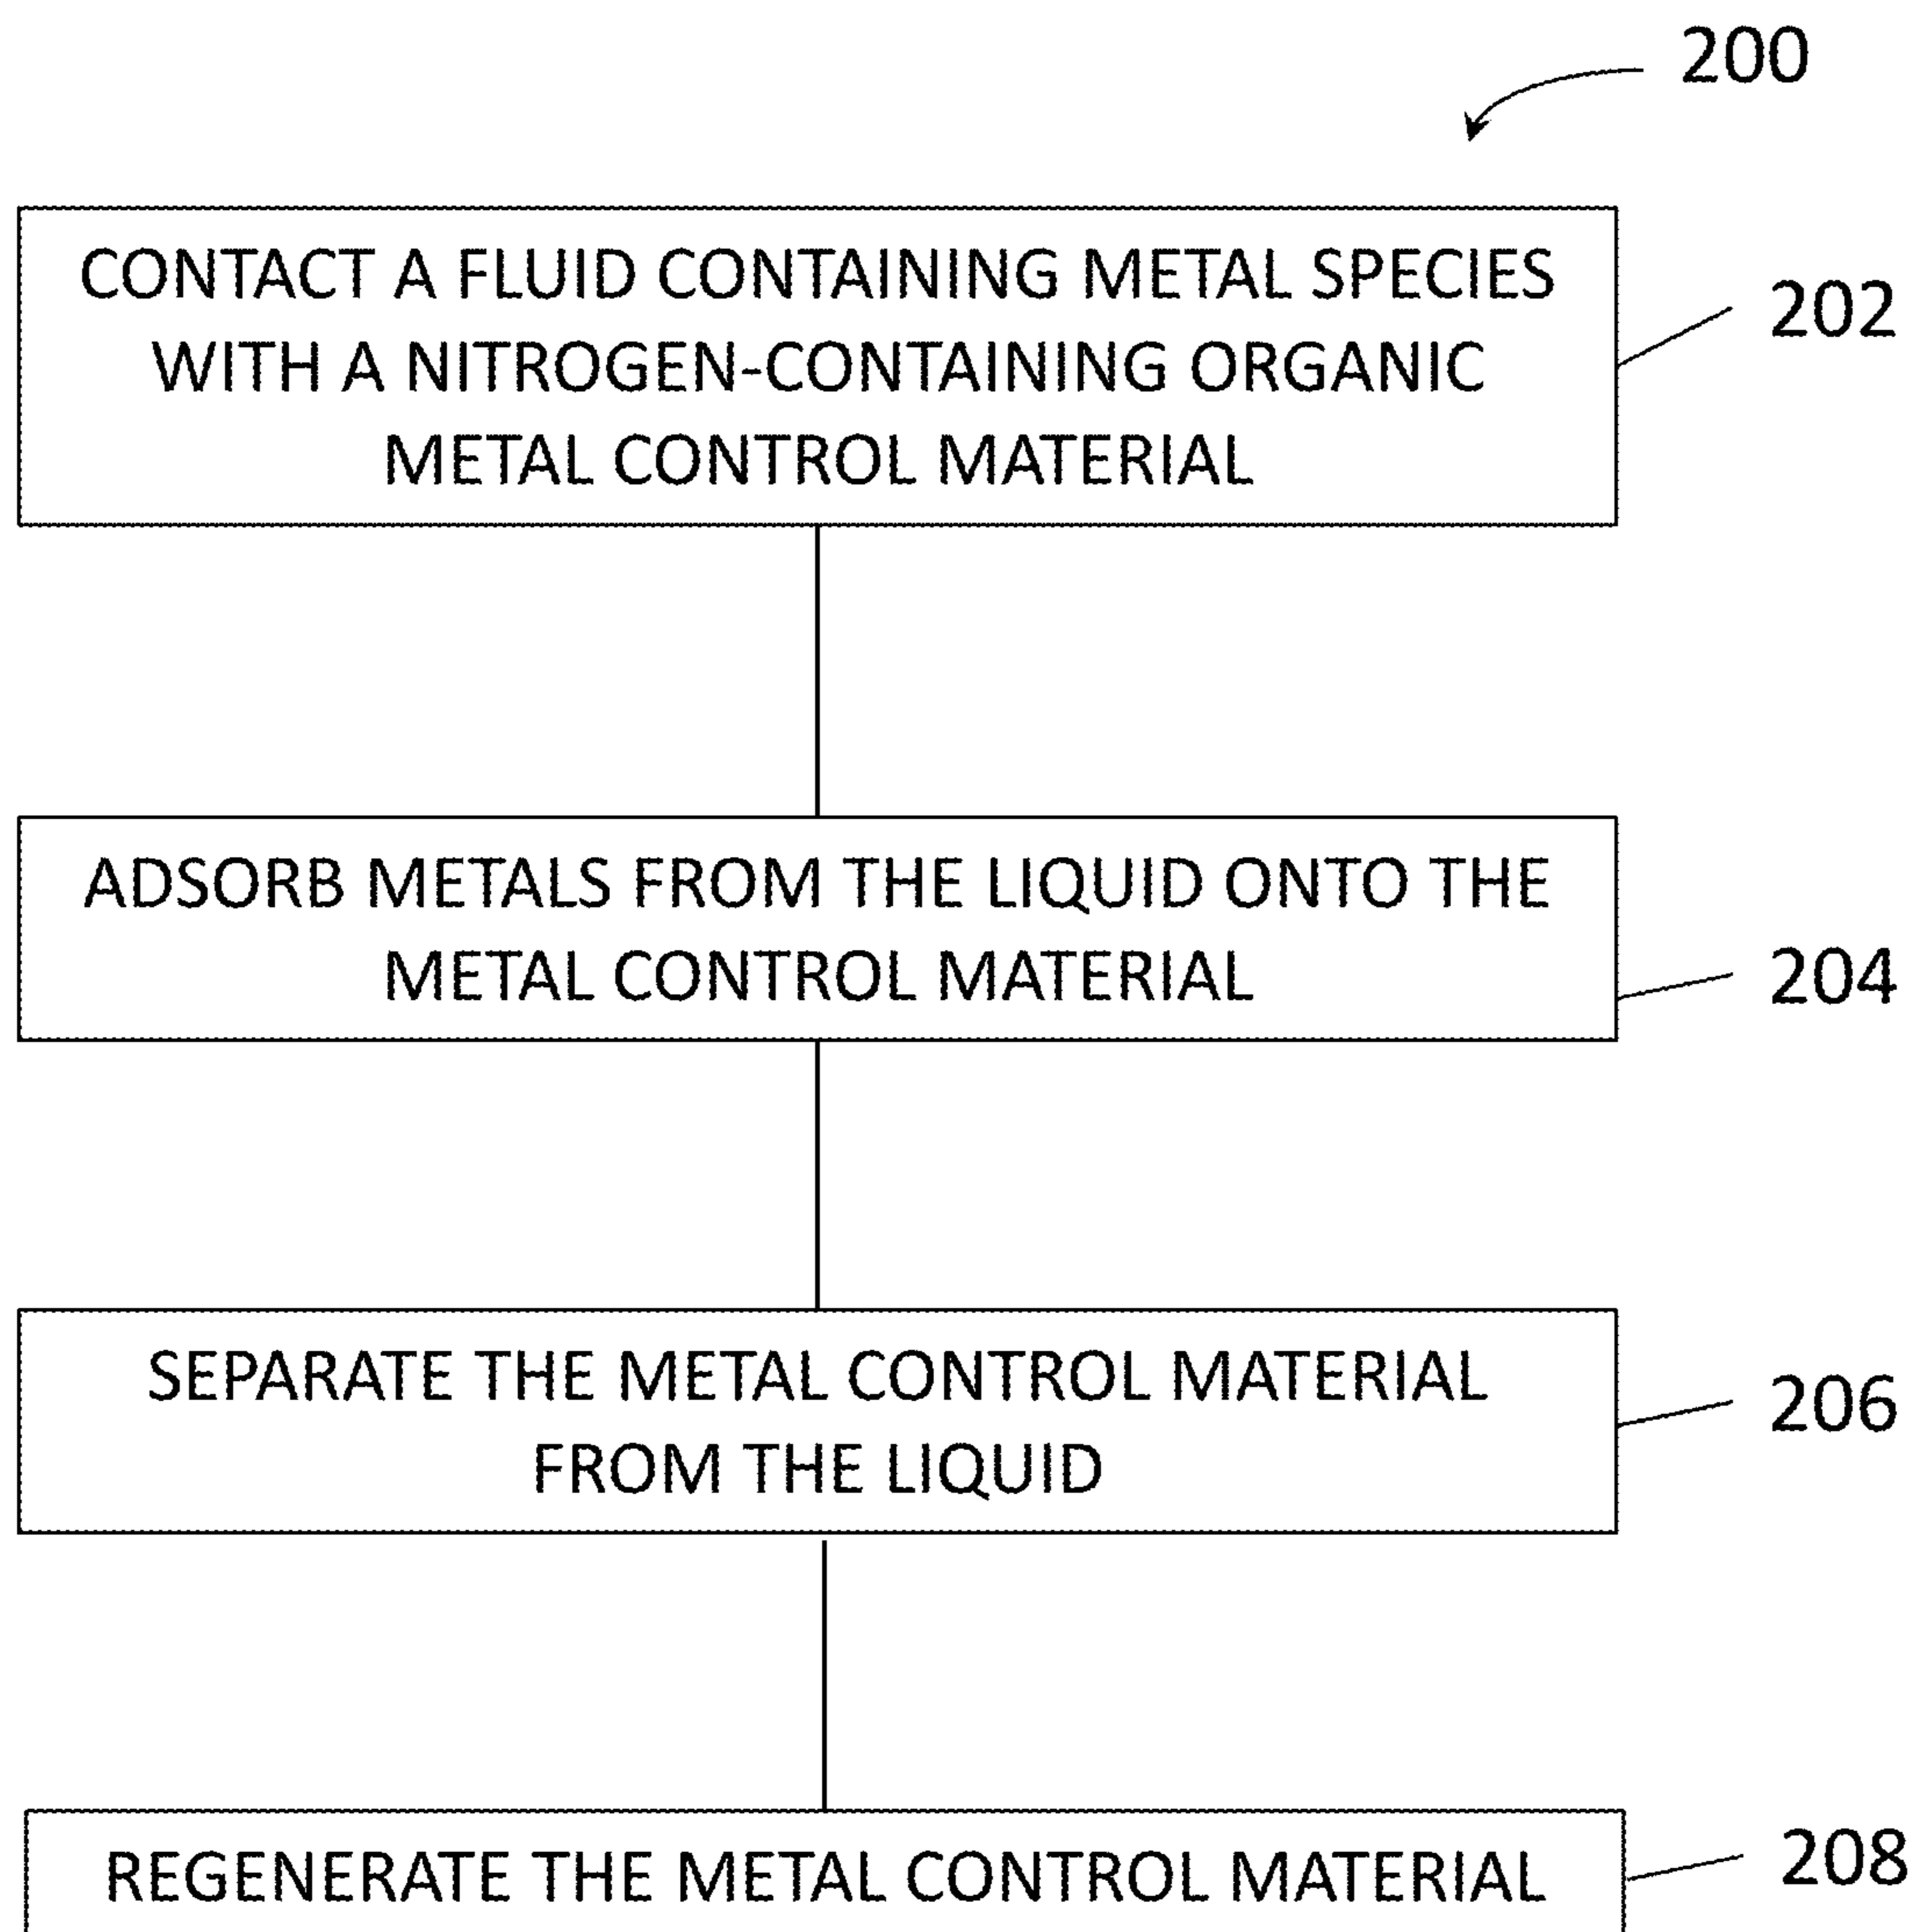 200
CONTACT A FLUID CONTAINING METAL SPECIES
WITH A NITROGEN-CONTAINING ORGANIC
METAL CONTROL MATERIAL
202
ADSORB METALS FROM THE LIQUID ONTO THE
METAL CONTROL MATERIAL
204
SEPARATE THE METAL CONTROL MATERIAL
FROM THE LIQUID
206
REGENERATE THE METAL CONTROL MATERIAL
208